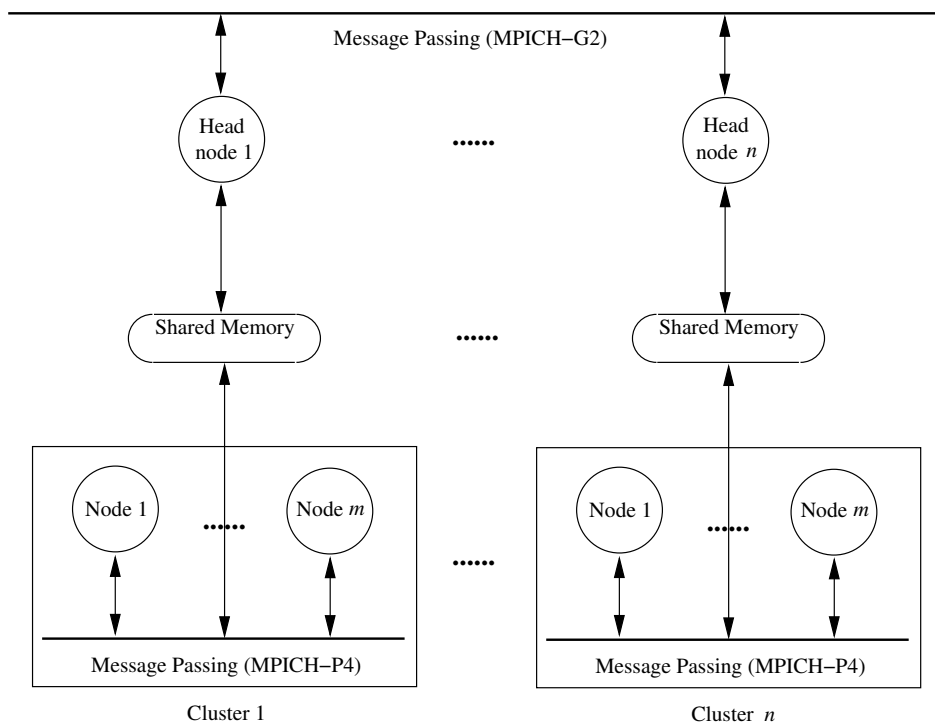 Message Passing (MPICH−G2)
Head
node 1
......
Head
node n
Shared Memory
......
Shared Memory
Node 1
......
Node m
......
Node 1
......
Node m
Message Passing (MPICH−P4)
Message Passing (MPICH−P4)
Cluster 1
Cluster n